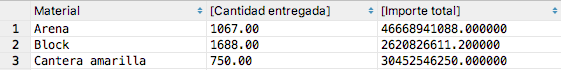 Material [Cantidad entregada] [Importe total]
1 Arena 1067.00 46668941088.000000
2 Block 1688.00 2620826611.200000
3 Cantera amarilla 750.00 30452546250.000000